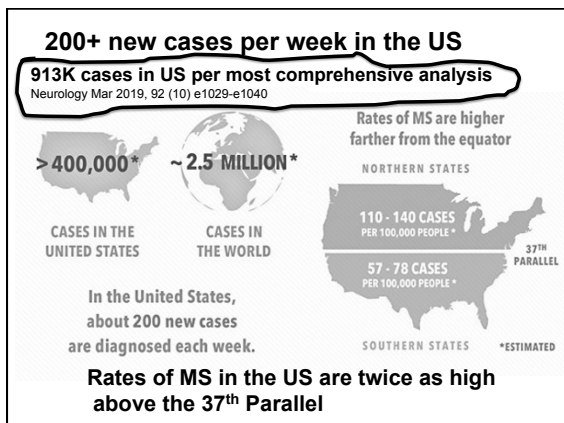 200+ new cases per week in the US
913K cases in US per most comprehensive analysis
Neurology Mar 2019, 92 (10) e1029-e1040
>400,000*
CASES IN THE
UNITED STATES
~2.5 MILLION*
CASES IN
THE WORLD
In the United States,
about 200 new cases
are diagnosed each week.
Rates of MS are higher
farther from the equator
NORTHERN STATES
110 - 140 CASES
PER 100,000 PEOPLE *
37TH
PARALLEL
57 - 78 CASES
PER 100,000 PEOPLE *
SOUTHERN STATES
*ESTIMATED
Rates of MS in the US are twice as high
above the 37th Parallel